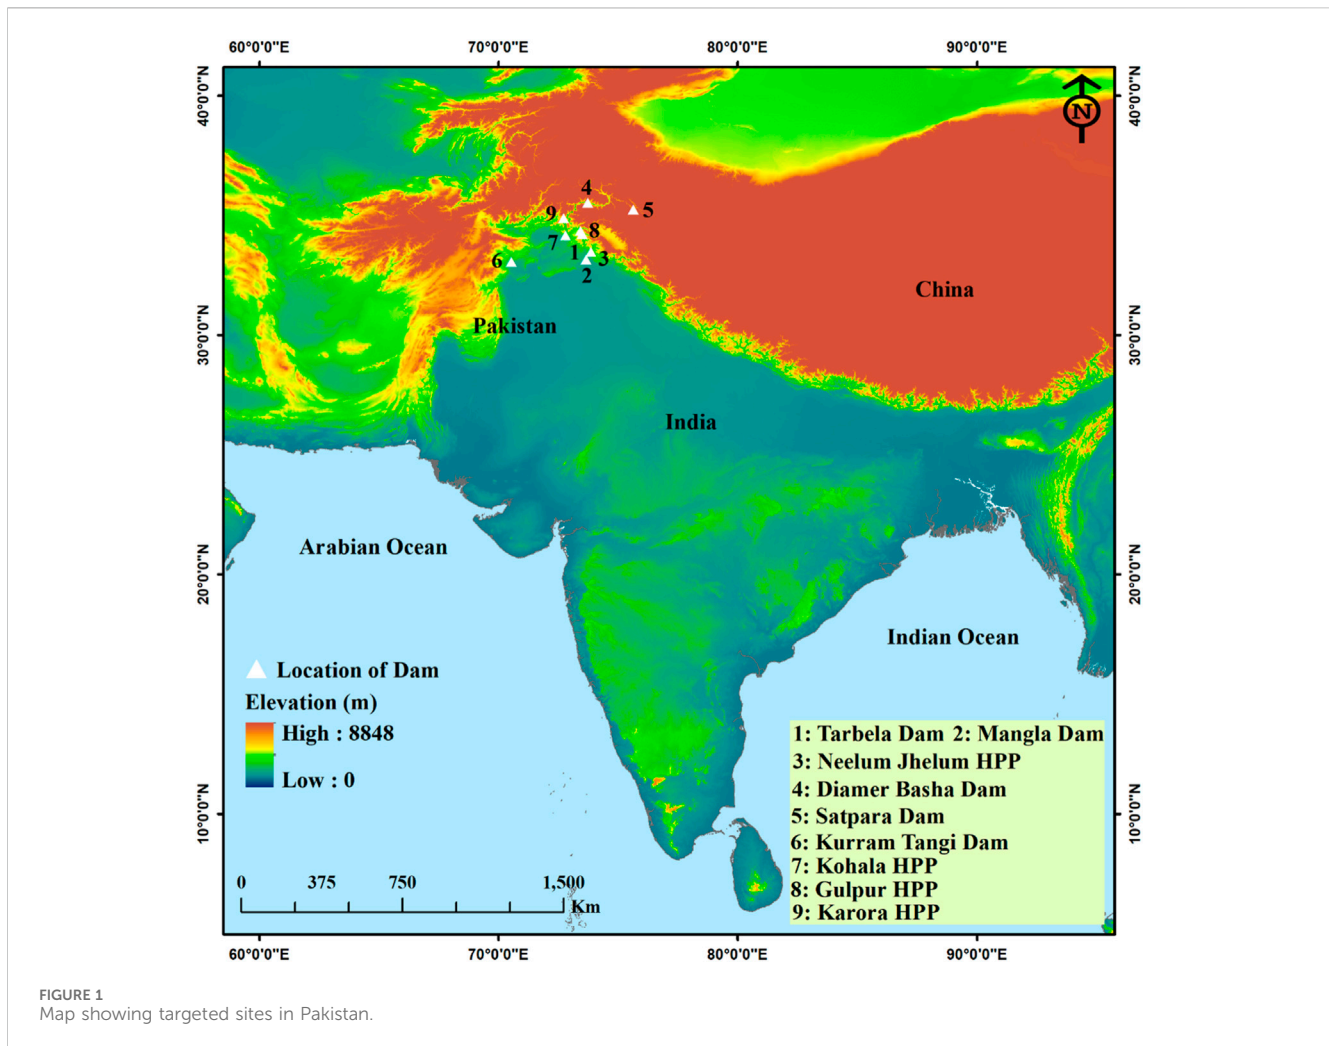 60°0'0"E 70°0'0"E 80°0'0"E 90°0'0"E
40°0'0"N 40°0'0"N
N
4
9 5
8
7
1 3
6
2
China
30°0'0"N 30°0'0"N
Pakistan
India
Arabian Ocean
20°0'0"N 20°0'0"N
Indian Ocean
Location of Dam
Elevation (m)
High : 8848
Low : 0
1: Tarbela Dam 2: Mangla Dam
3: Neelum Jhelum HPP
4: Diamer Basha Dam
5: Satpara Dam
6: Kurram Tangi Dam
7: Kohala HPP
8: Gulpur HPP
9: Karora HPP
10°0'0"N 10°0'0"N
0 375 750 1,500
Km
60°0'0"E 70°0'0"E 80°0'0"E 90°0'0"E
FIGURE 1
Map showing targeted sites in Pakistan.